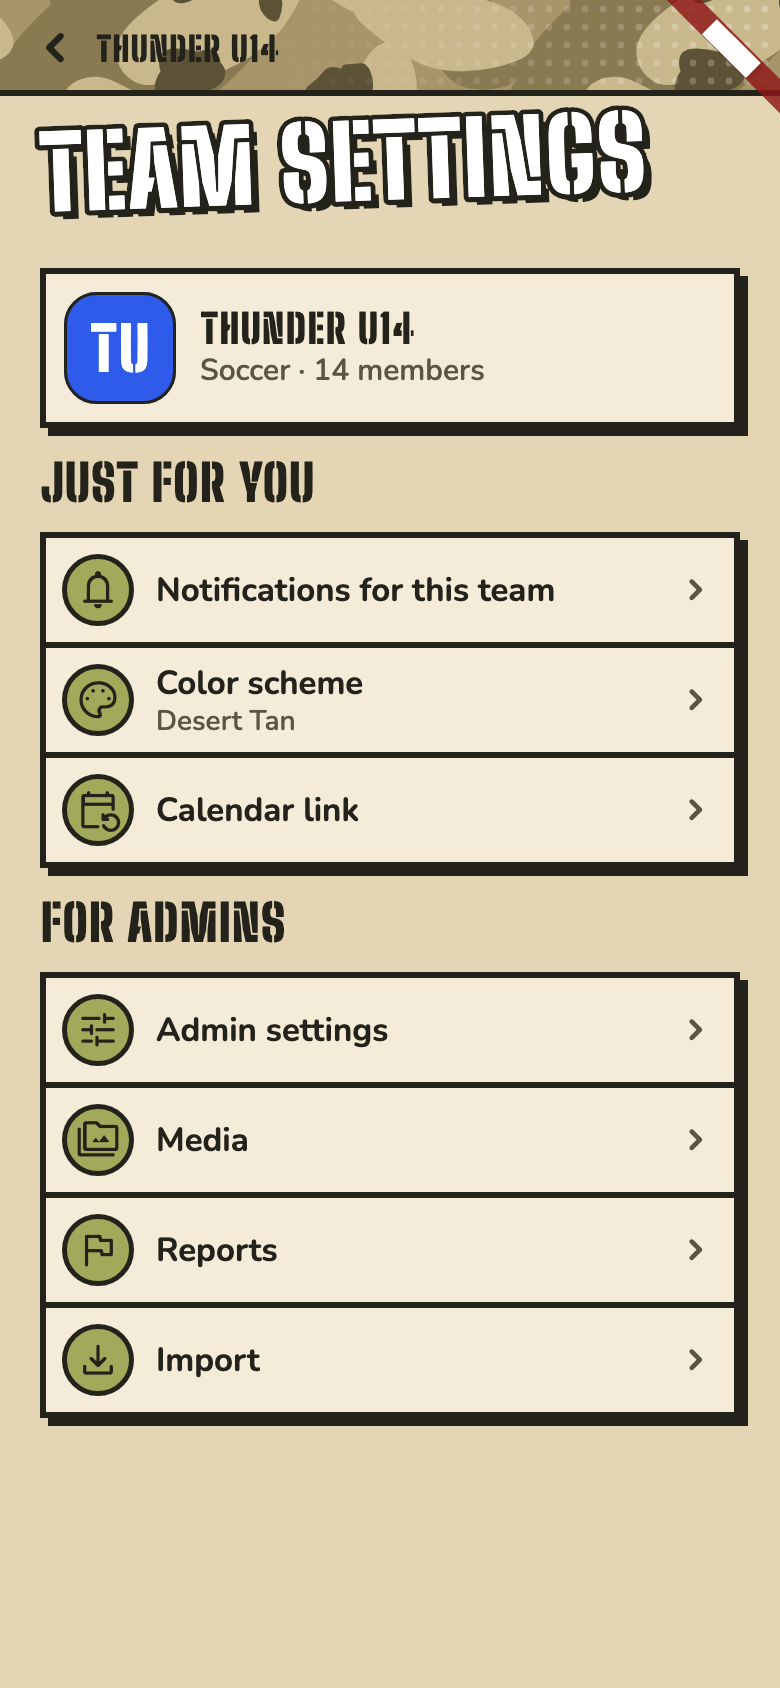 THUNDER U14
TEAM SETTINGS
TU
THUNDER U14
Soccer · 14 members
JUST FOR YOU
Notifications for this team
Color scheme
Desert Tan
Calendar link
FOR ADMINS
Admin settings
Media
Reports
Import